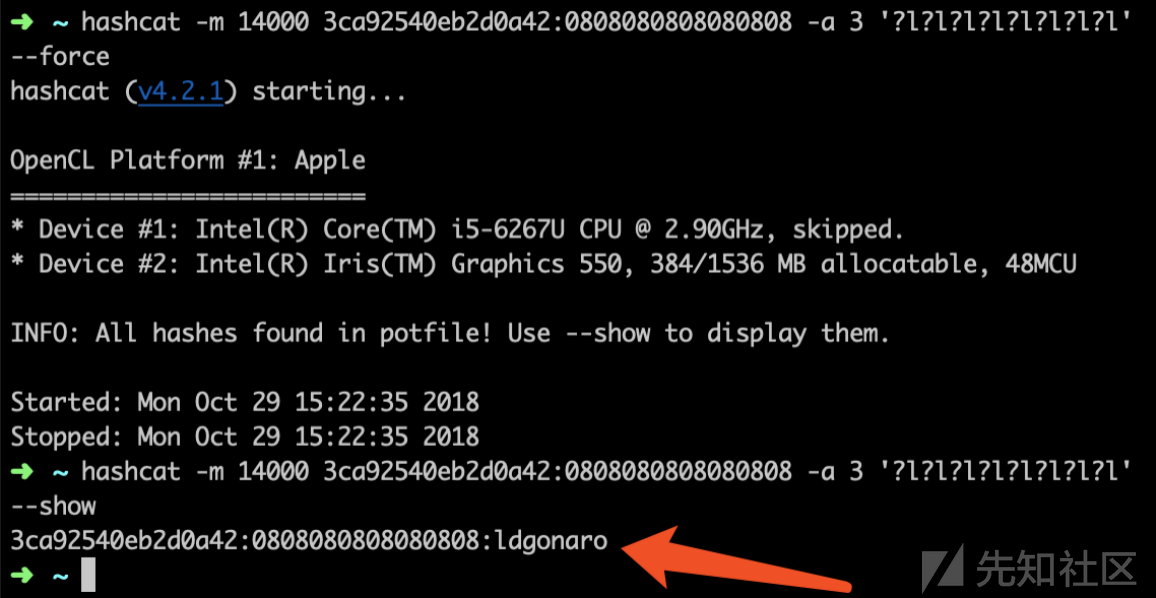 ➜ ~ hashcat -m 14000 3ca92540eb2d0a42:0808080808080808 -a 3 '?l?l?l?l?l?l?l?l'
--force
hashcat (v4.2.1) starting...
OpenCL Platform #1: Apple
=========================
* Device #1: Intel(R) Core(TM) i5-6267U CPU @ 2.90GHz, skipped.
* Device #2: Intel(R) Iris(TM) Graphics 550, 384/1536 MB allocatable, 48MCU
INFO: All hashes found in potfile! Use --show to display them.
Started: Mon Oct 29 15:22:35 2018
Stopped: Mon Oct 29 15:22:35 2018
➜ ~ hashcat -m 14000 3ca92540eb2d0a42:0808080808080808 -a 3 '?l?l?l?l?l?l?l?l'
--show
3ca92540eb2d0a42:0808080808080808:ldgonaro
➜ ~
先知社区